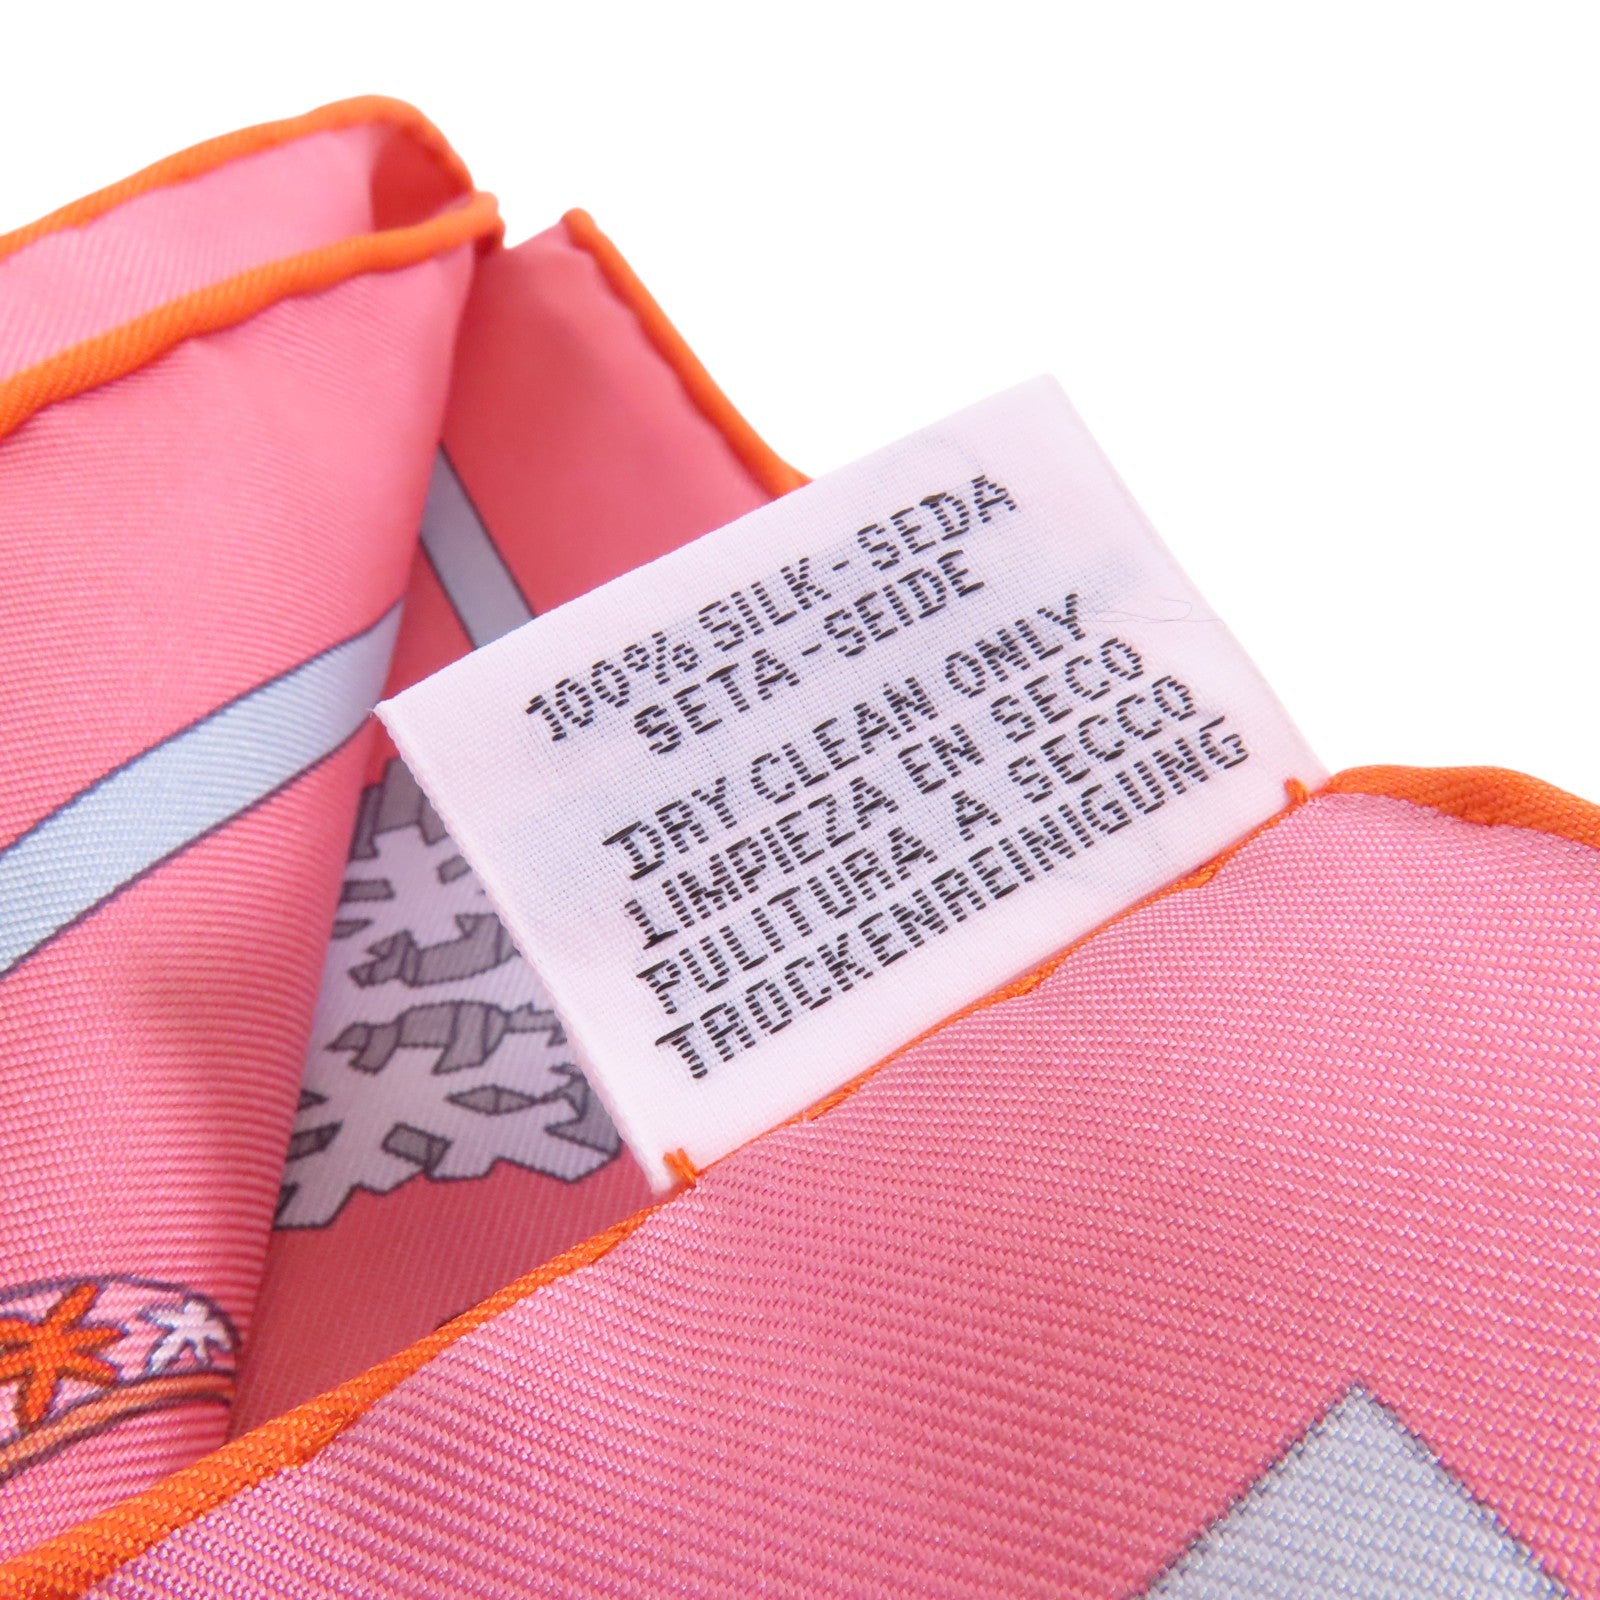 100% SILK - SEDA
SETA - SEIDE
DRY CLEAN ONLY
LIMPIEZA EN SECO
PULITURA A SECCO
TROCKENREINIGUNG